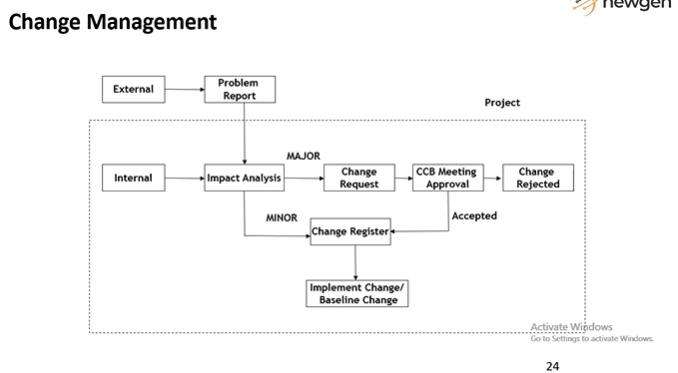 newgen
Change Management
External
Problem
Report
Project
MAJOR
Internal
Impact Analysis
Change
Request
CCB Meeting
Approval
Change
Rejected
MINOR
Accepted
Change Register
Implement Change/
Baseline Change
Activate Windows
Go to Settings to activate Windows.
24